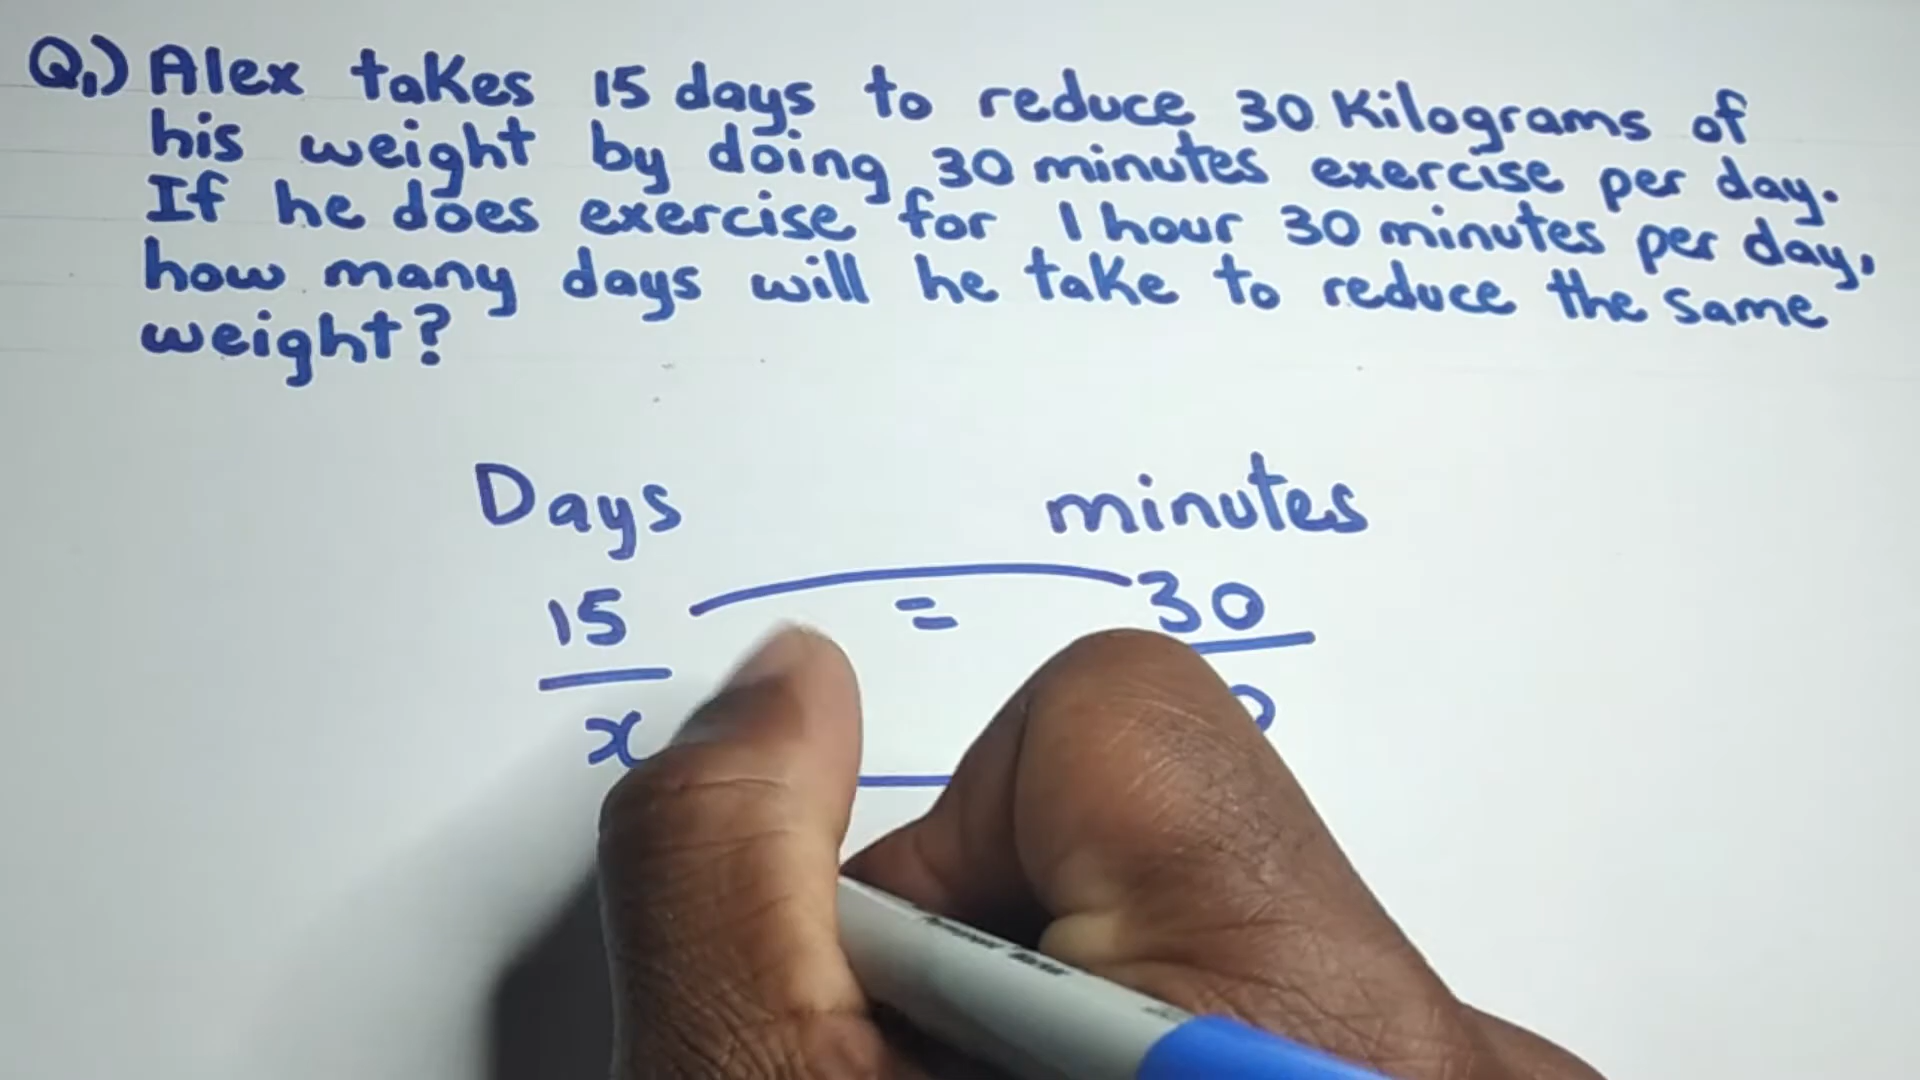 Q1) Alex takes 15 days to reduce 30 Kilograms of
his weight by doing 30 minutes exercise per day.
If he does exercise for 1 hour 30 minutes per day,
how many days will he take to reduce the same
weight?
Days minutes
15 = 30
x